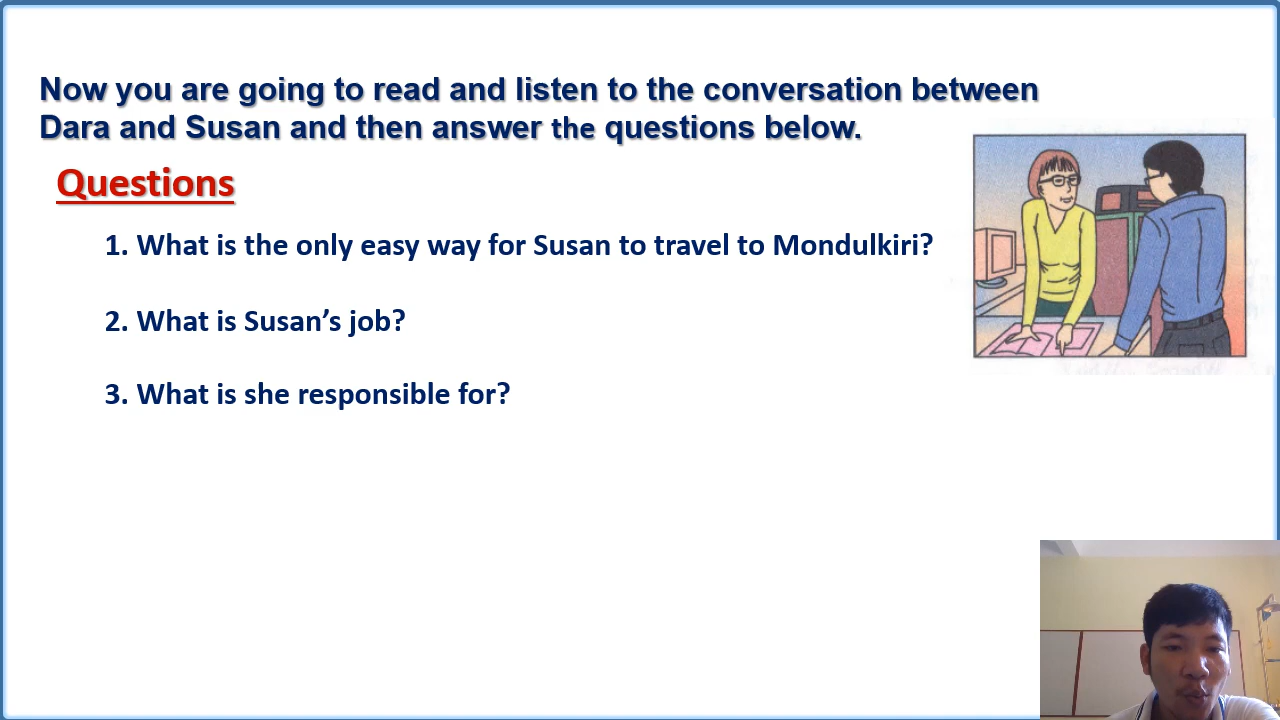 Now you are going to read and listen to the conversation between
Dara and Susan and then answer the questions below.
Questions
1. What is the only easy way for Susan to travel to Mondulkiri?
2. What is Susan’s job?
3. What is she responsible for?